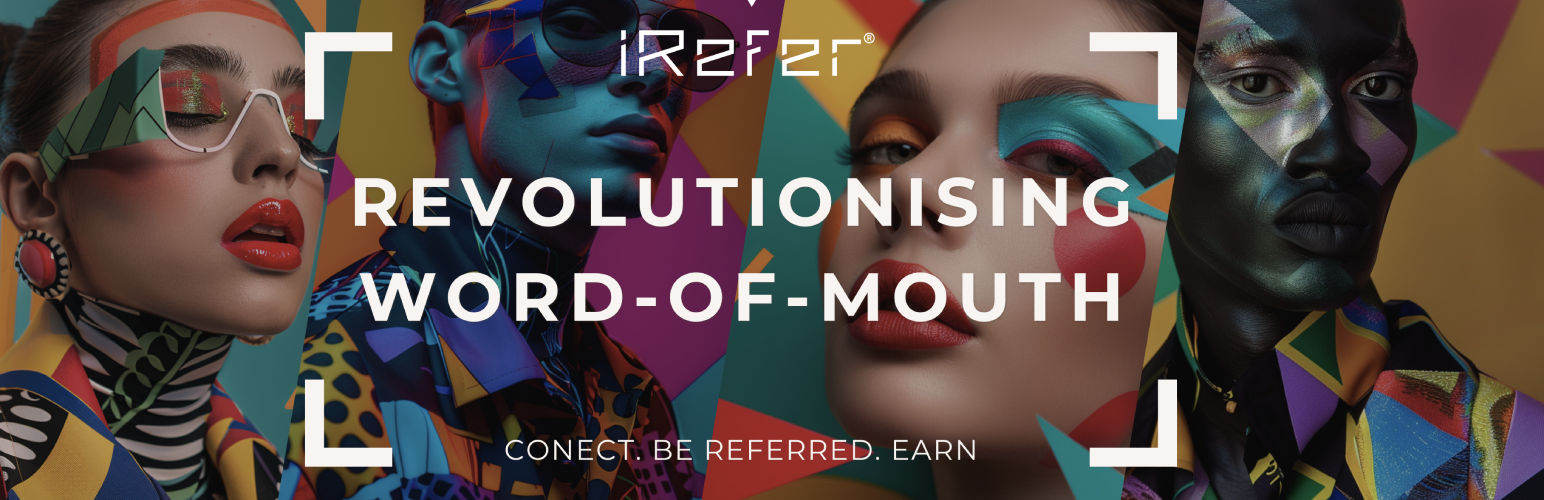 iRefer®
REVOLUTIONISING
WORD-OF-MOUTH
CONECT. BE REFERRED. EARN